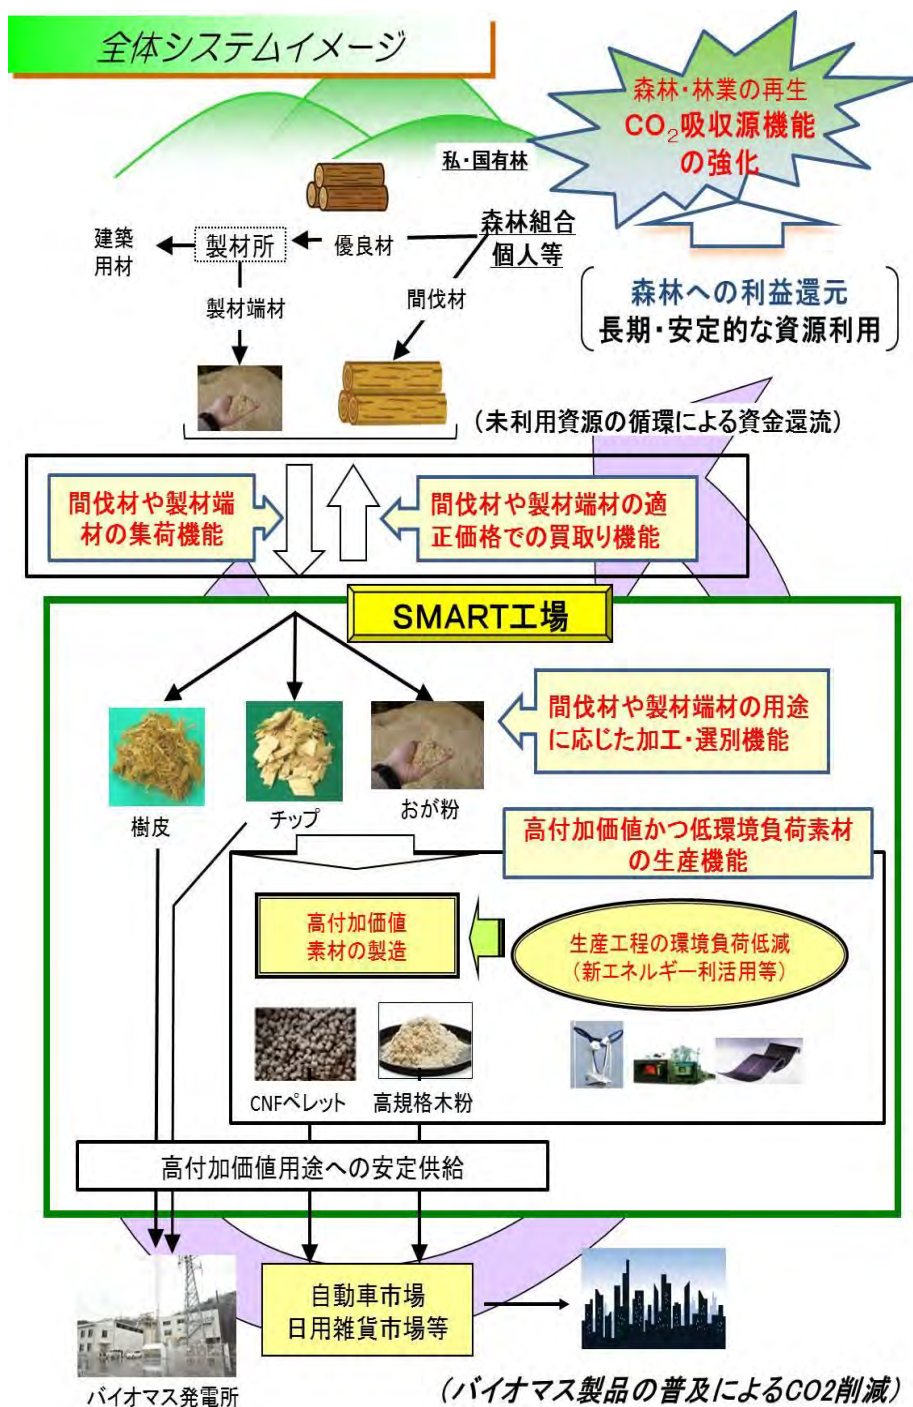 全体システムイメージ
森林・林業の再生
CO₂吸収源機能
の強化
私・国有林
森林組合
個人等
優良材
製材所
建築
用材
製材端材
間伐材
森林への利益還元
長期・安定的な資源利用
(未利用資源の循環による資金還流)
間伐材や製材端
材の集荷機能
間伐材や製材端材の適
正価格での買取り機能
SMART工場
間伐材や製材端材の用途
に応じた加工・選別機能
樹皮
チップ
おが粉
高付加価値かつ低環境負荷素材
の生産機能
高付加価値
素材の製造
生産工程の環境負荷低減
(新エネルギー利活用等)
CNFペレット
高規格木粉
高付加価値用途への安定供給
自動車市場
日用雑貨市場等
バイオマス発電所
(バイオマス製品の普及によるCO2削減)